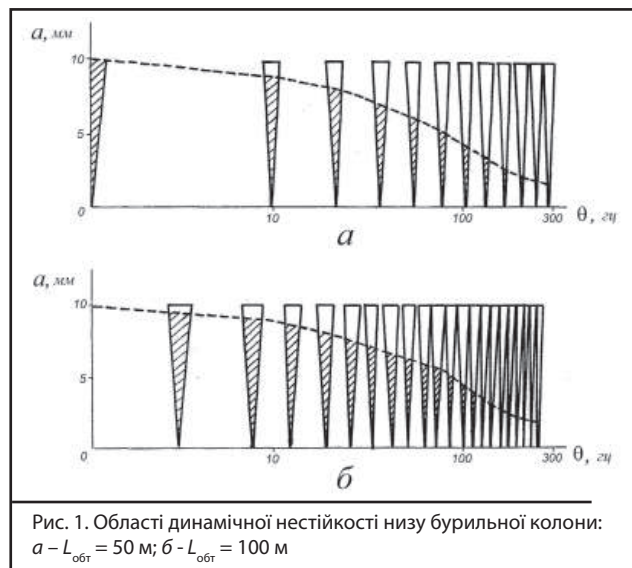 а, мм
10
5
0
10
100
300
θ, гц
а
а, мм
10
5
0
10
100
300
θ, гц
б
Рис. 1. Області динамічної нестійкості низу бурильної колони:
а – Lобт = 50 м; б - Lобт = 100 м